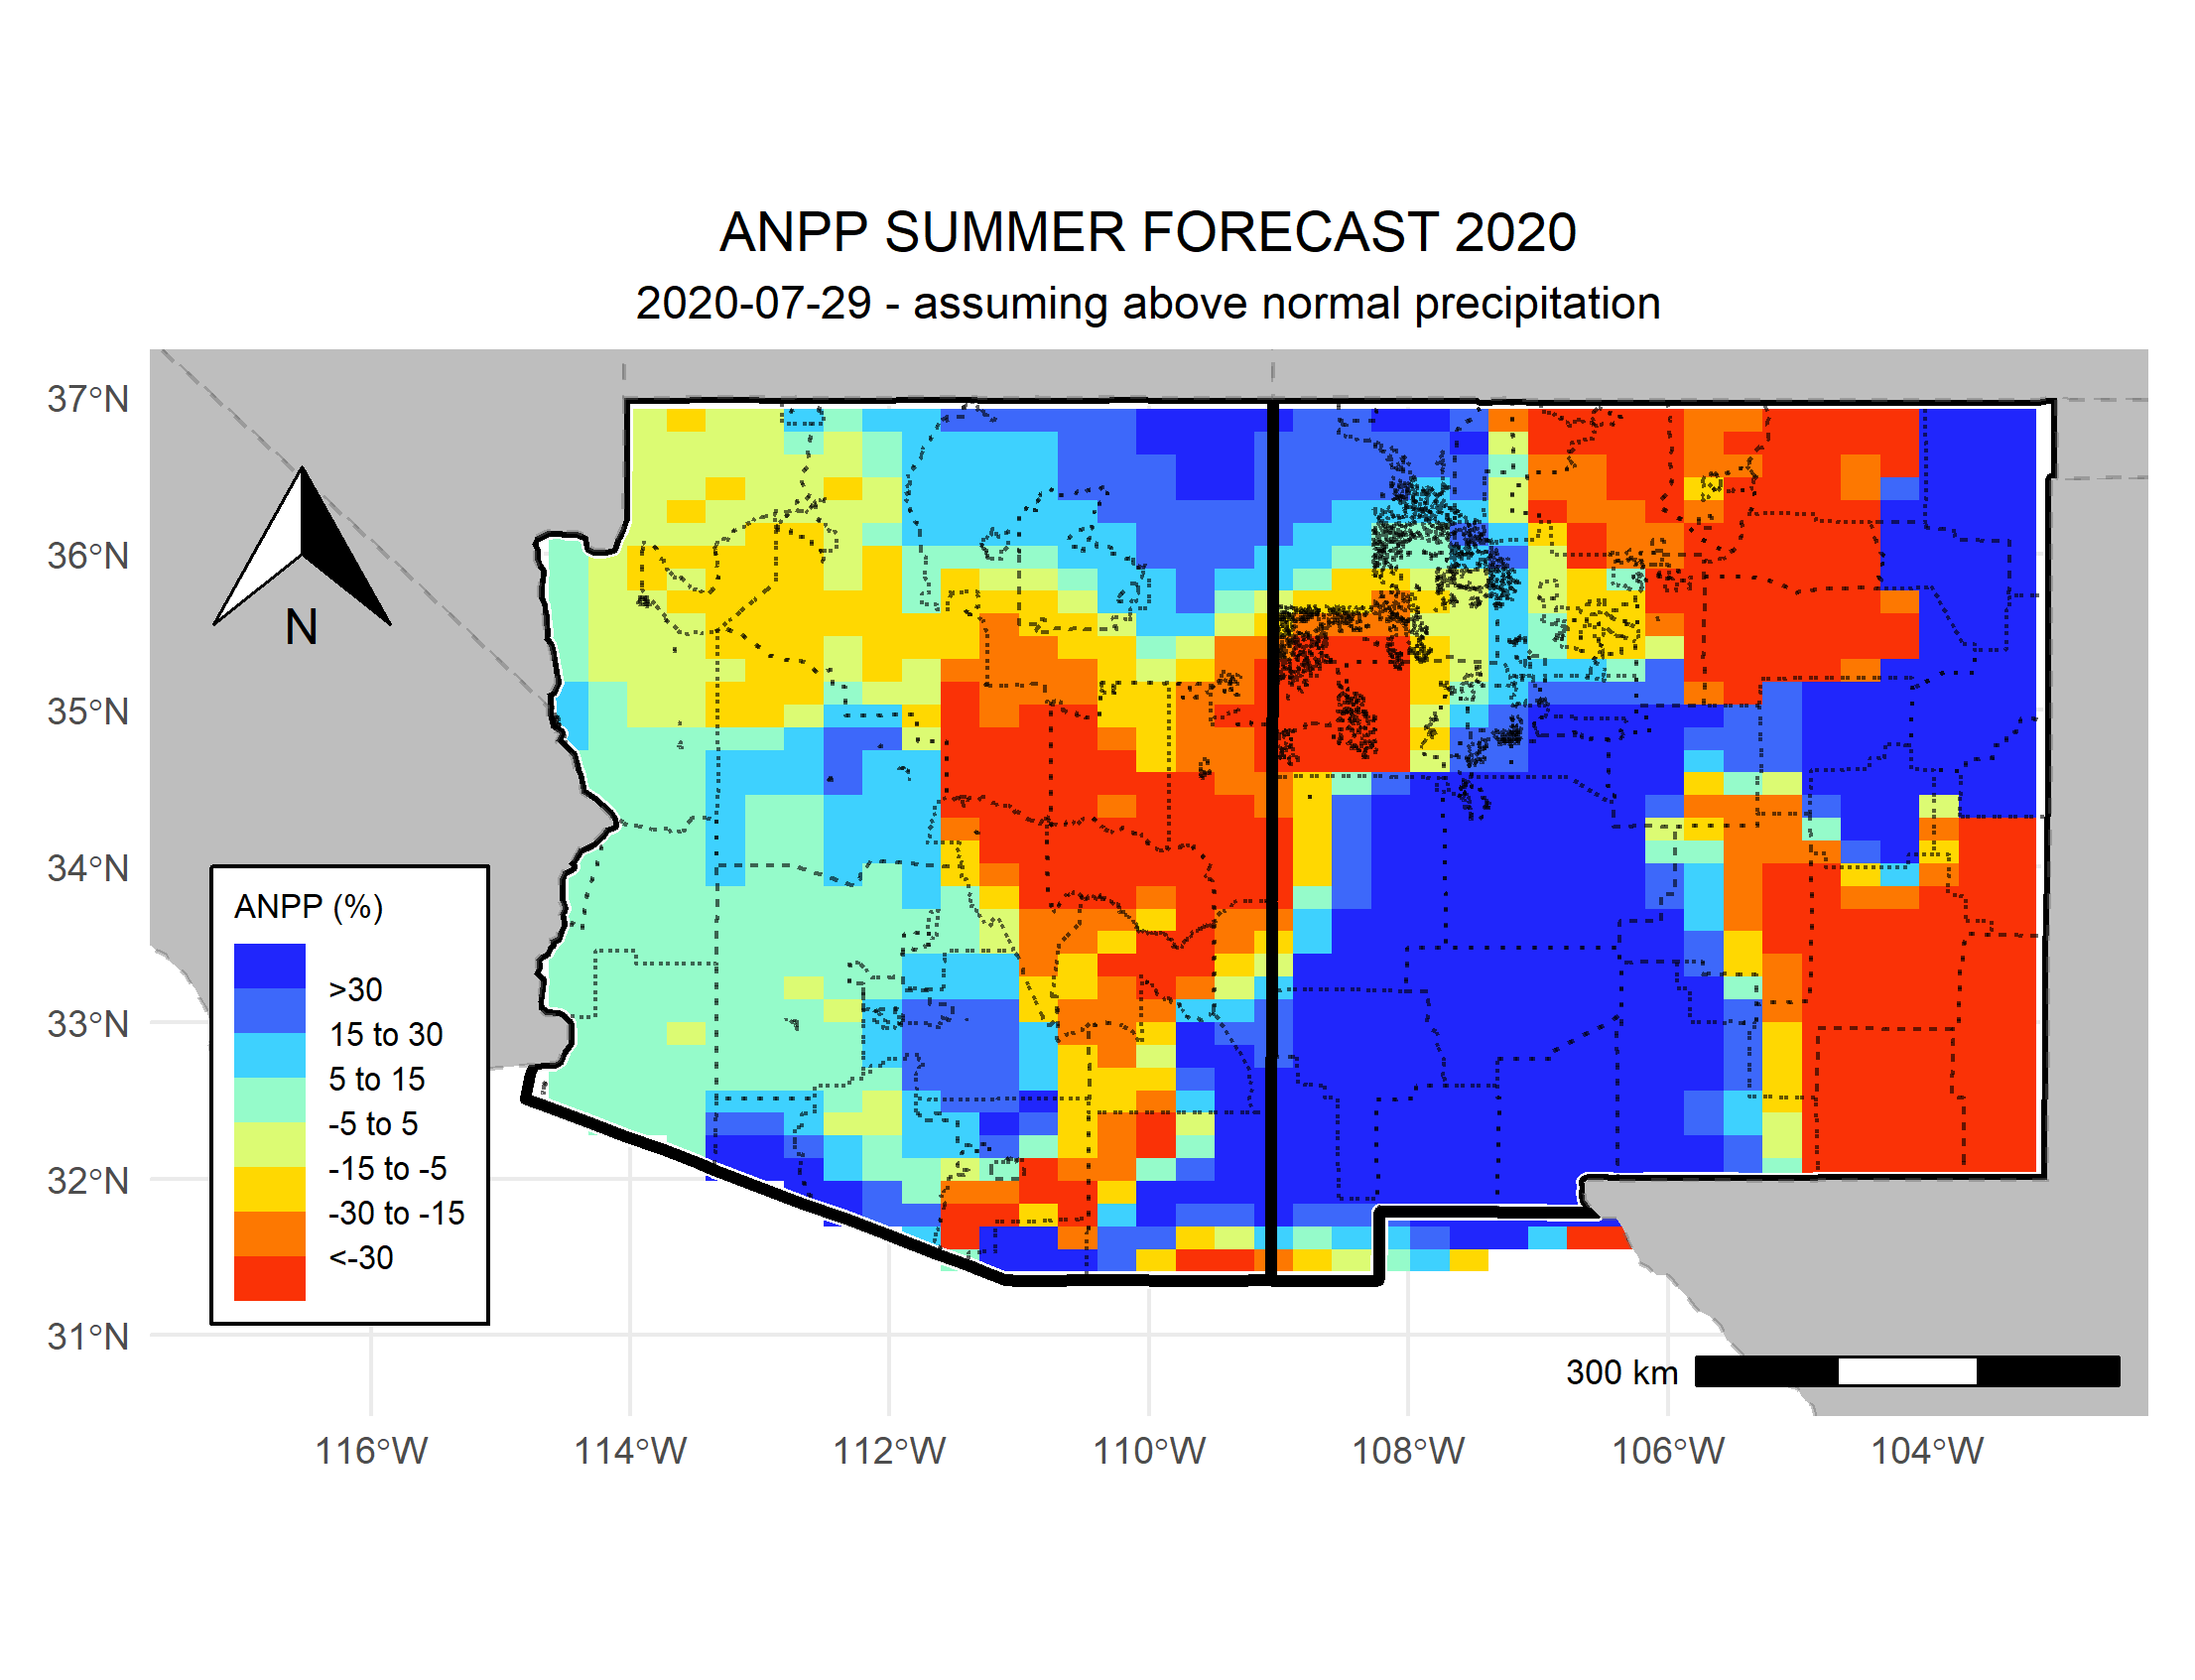 ANPP SUMMER FORECAST 2020
2020-07-29 - assuming above normal precipitation
37°N
36°N
35°N
34°N
33°N
32°N
31°N
N
ANPP (%)
>30
15 to 30
5 to 15
-5 to 5
-15 to -5
-30 to -15
<-30
300 km
116°W
114°W
112°W
110°W
108°W
106°W
104°W